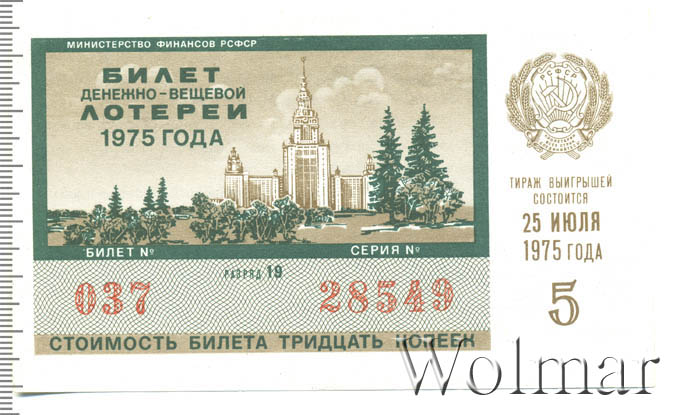 МИНИСТЕРСТВО ФИНАНСОВ РСФСР
БИЛЕТ
ДЕНЕЖНО-ВЕЩЕВОЙ
ЛОТЕРЕИ
1975 ГОДА
БИЛЕТ №
СЕРИЯ №
РАЗРЯД 19
037
28549
СТОИМОСТЬ БИЛЕТА ТРИДЦАТЬ КОПЕЕК
РСФСР
ТИРАЖ ВЫИГРЫШЕЙ
СОСТОИТСЯ
25 ИЮЛЯ
1975 ГОДА
5
Wolmar